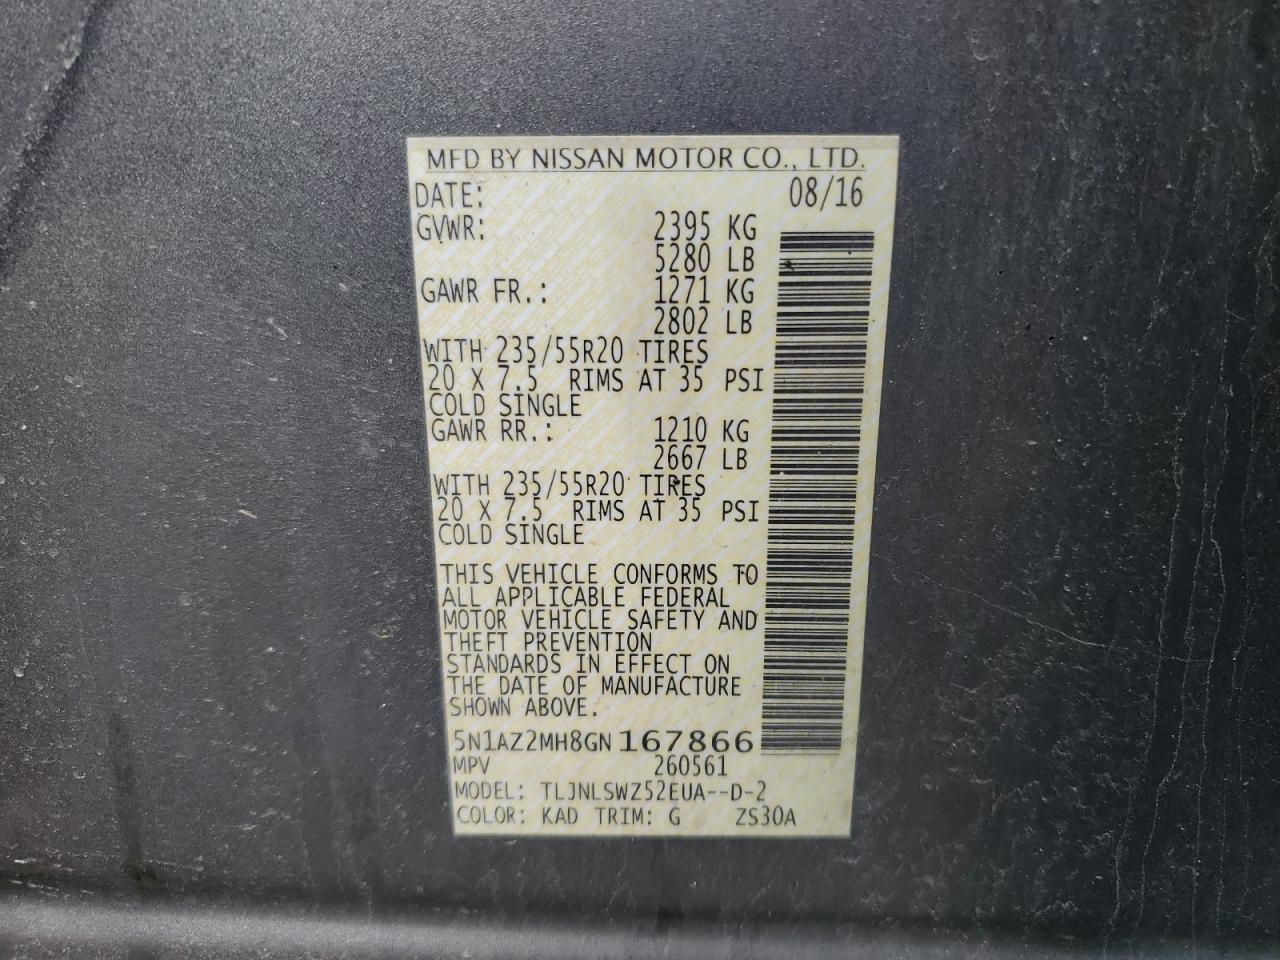 MFD BY NISSAN MOTOR CO., LTD.
DATE: 08/16
GVWR: 2395 KG
5280 LB
GAWR FR.: 1271 KG
2802 LB
WITH 235/55R20 TIRES
20 X 7.5 RIMS AT 35 PSI
COLD SINGLE
GAWR RR.: 1210 KG
2667 LB
WITH 235/55R20 TIRES
20 X 7.5 RIMS AT 35 PSI
COLD SINGLE
THIS VEHICLE CONFORMS TO
ALL APPLICABLE FEDERAL
MOTOR VEHICLE SAFETY AND
THEFT PREVENTION
STANDARDS IN EFFECT ON
THE DATE OF MANUFACTURE
SHOWN ABOVE.
5N1AZ2MH8GN167866
MPV 260561
MODEL: TLJNLSWZ52EUA--D-2
COLOR: KAD TRIM: G ZS30A